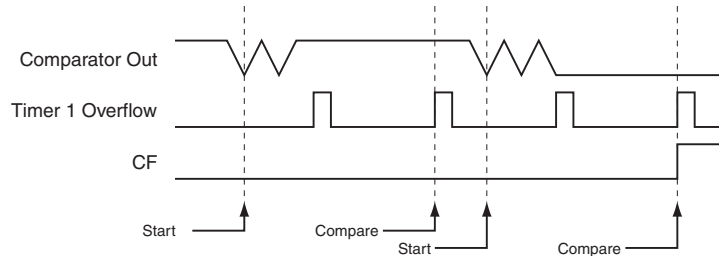 Comparator Out
Timer 1 Overflow
CF
Start
Compare
Start
Compare